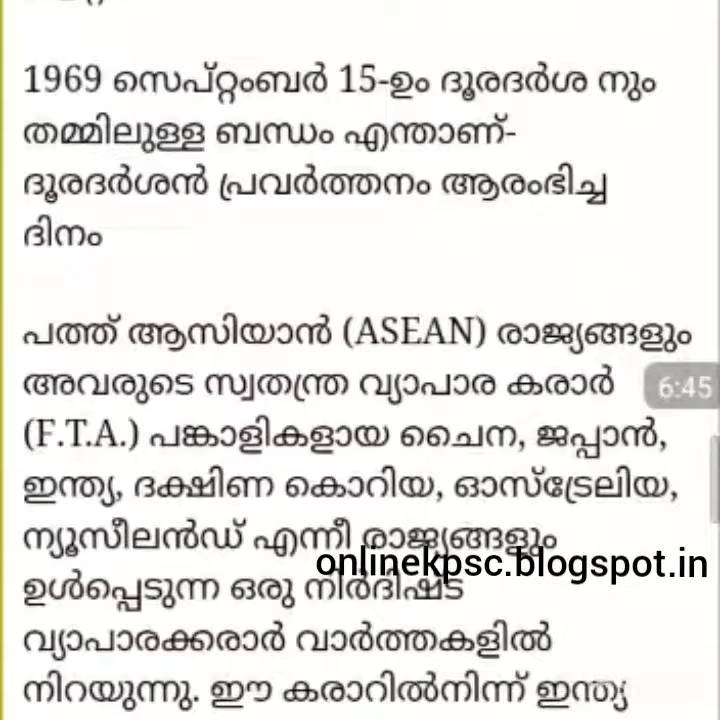 1969 സെപ്റ്റംബർ 15-ഉം ദൂരദർശ നും
തമ്മിലുള്ള ബന്ധം എന്താണ്-
ദൂരദർശൻ പ്രവർത്തനം ആരംഭിച്ച
ദിനം
പത്ത് ആസിയാൻ (ASEAN) രാജ്യങ്ങളും
അവരുടെ സ്വതന്ത്ര വ്യാപാര കരാർ
6:45
(F.T.A.) പങ്കാളികളായ ചൈന, ജപ്പാൻ,
ഇന്ത്യ, ദക്ഷിണ കൊറിയ, ഓസ്ട്രേലിയ,
ന്യൂസീലൻഡ് എന്നീ രാജ്യങ്ങളും
onlinekpsc.blogspot.in
ഉൾപ്പെടുന്ന ഒരു നിർദിഷ്ട
വ്യാപാരക്കരാർ വാർത്തകളിൽ
നിറയുന്നു. ഈ കരാറിൽനിന്ന് ഇന്ത്യ